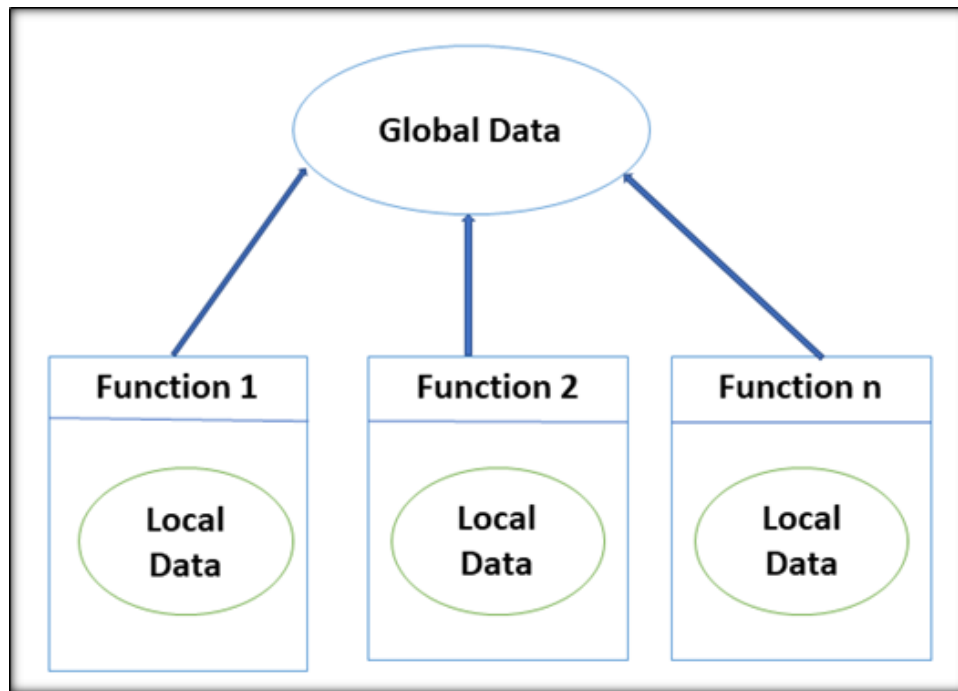 Global Data
Function 1
Function 2
Function n
Local
Data
Local
Data
Local
Data